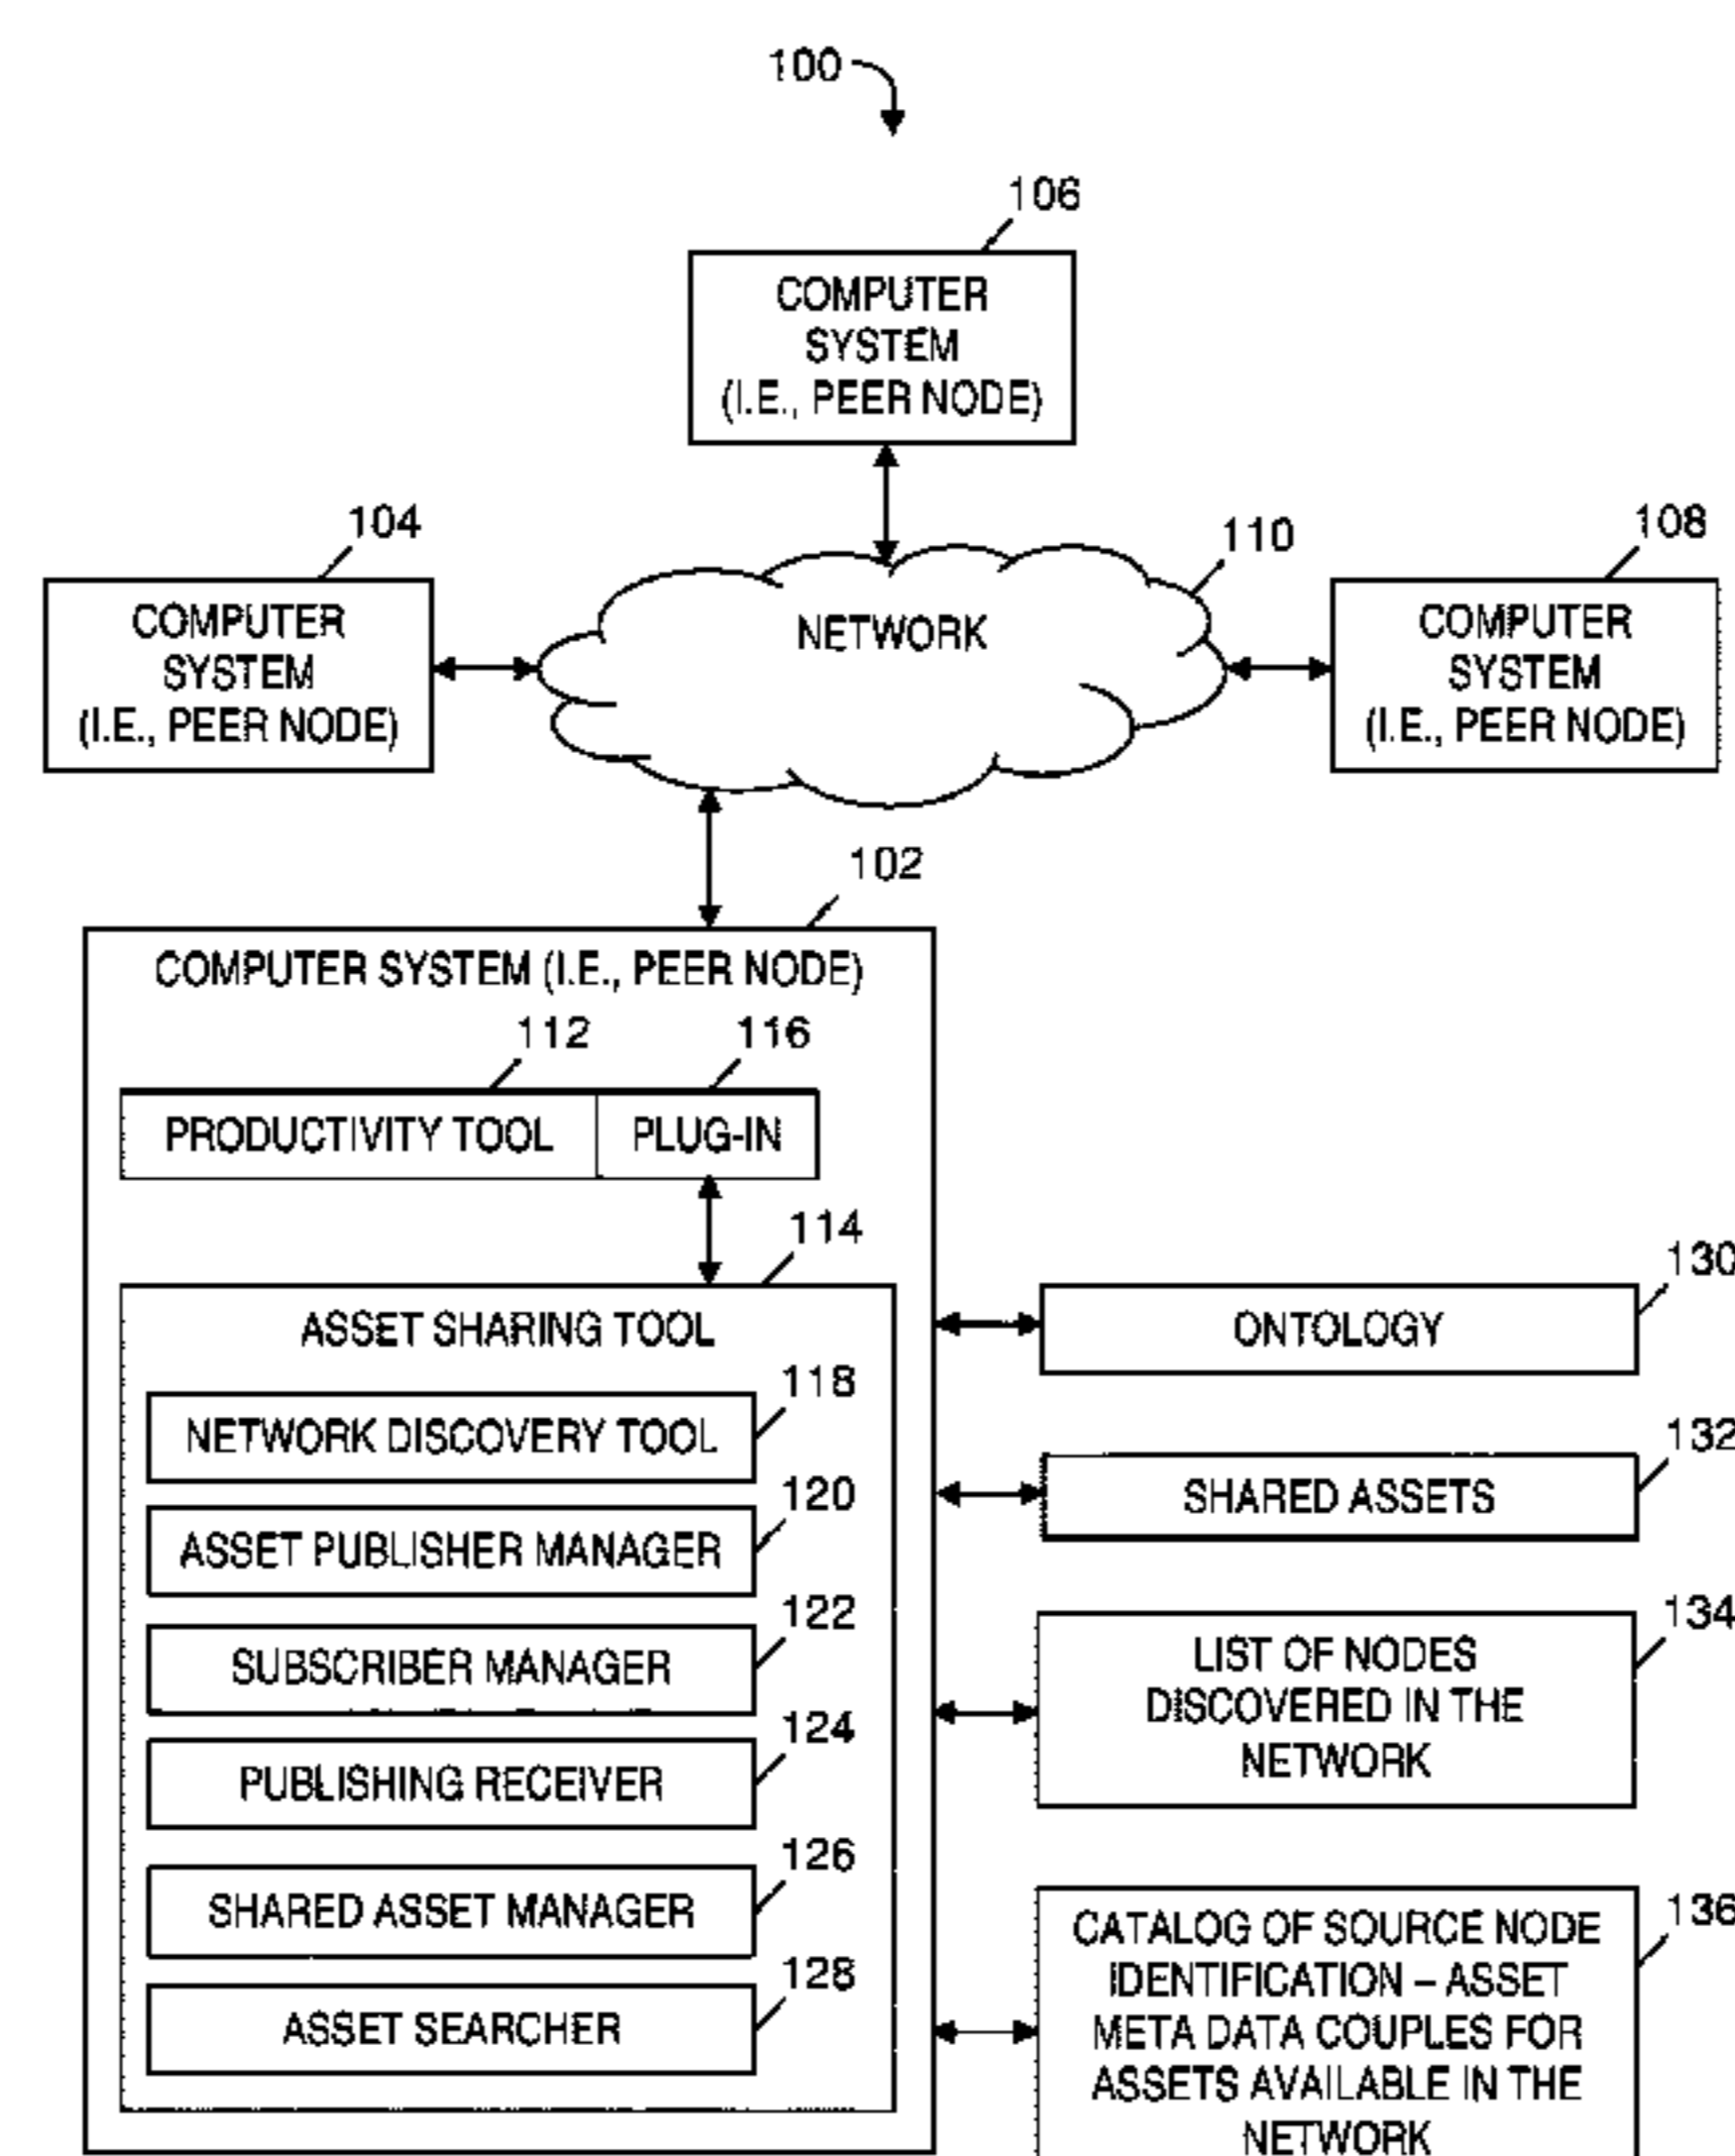 100
106
COMPUTER
SYSTEM
(I.E., PEER NODE)
104
COMPUTER
SYSTEM
(I.E., PEER NODE)
110
NETWORK
108
COMPUTER
SYSTEM
(I.E., PEER NODE)
102
COMPUTER SYSTEM (I.E., PEER NODE)
112
116
PRODUCTIVITY TOOL
PLUG-IN
114
ASSET SHARING TOOL
118
NETWORK DISCOVERY TOOL
120
ASSET PUBLISHER MANAGER
122
SUBSCRIBER MANAGER
124
PUBLISHING RECEIVER
126
SHARED ASSET MANAGER
128
ASSET SEARCHER
130
ONTOLOGY
132
SHARED ASSETS
134
LIST OF NODES
DISCOVERED IN THE
NETWORK
136
CATALOG OF SOURCE NODE
IDENTIFICATION – ASSET
META DATA COUPLES FOR
ASSETS AVAILABLE IN THE
NETWORK